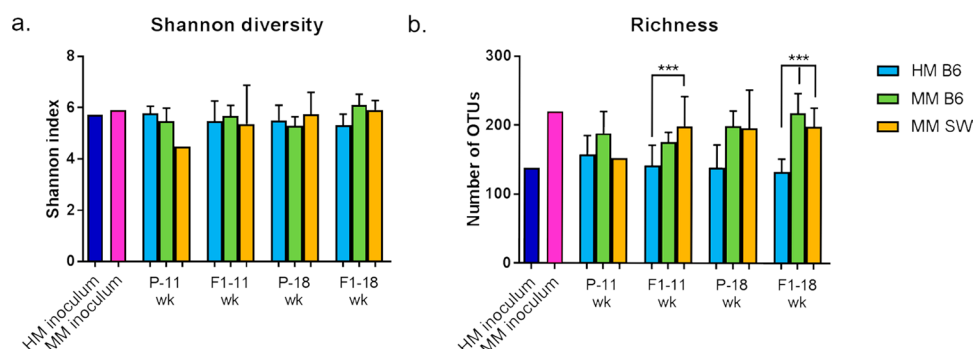 a.
Shannon diversity
Shannon index
8
6
4
2
0
HM inoculum
MM inoculum
P-11
wk
F1-11
wk
P-18
wk
F1-18
wk
b.
Richness
Number of OTUs
300
200
100
0
***
***
HM inoculum
MM inoculum
P-11
wk
F1-11
wk
P-18
wk
F1-18
wk
HM B6
MM B6
MM SW